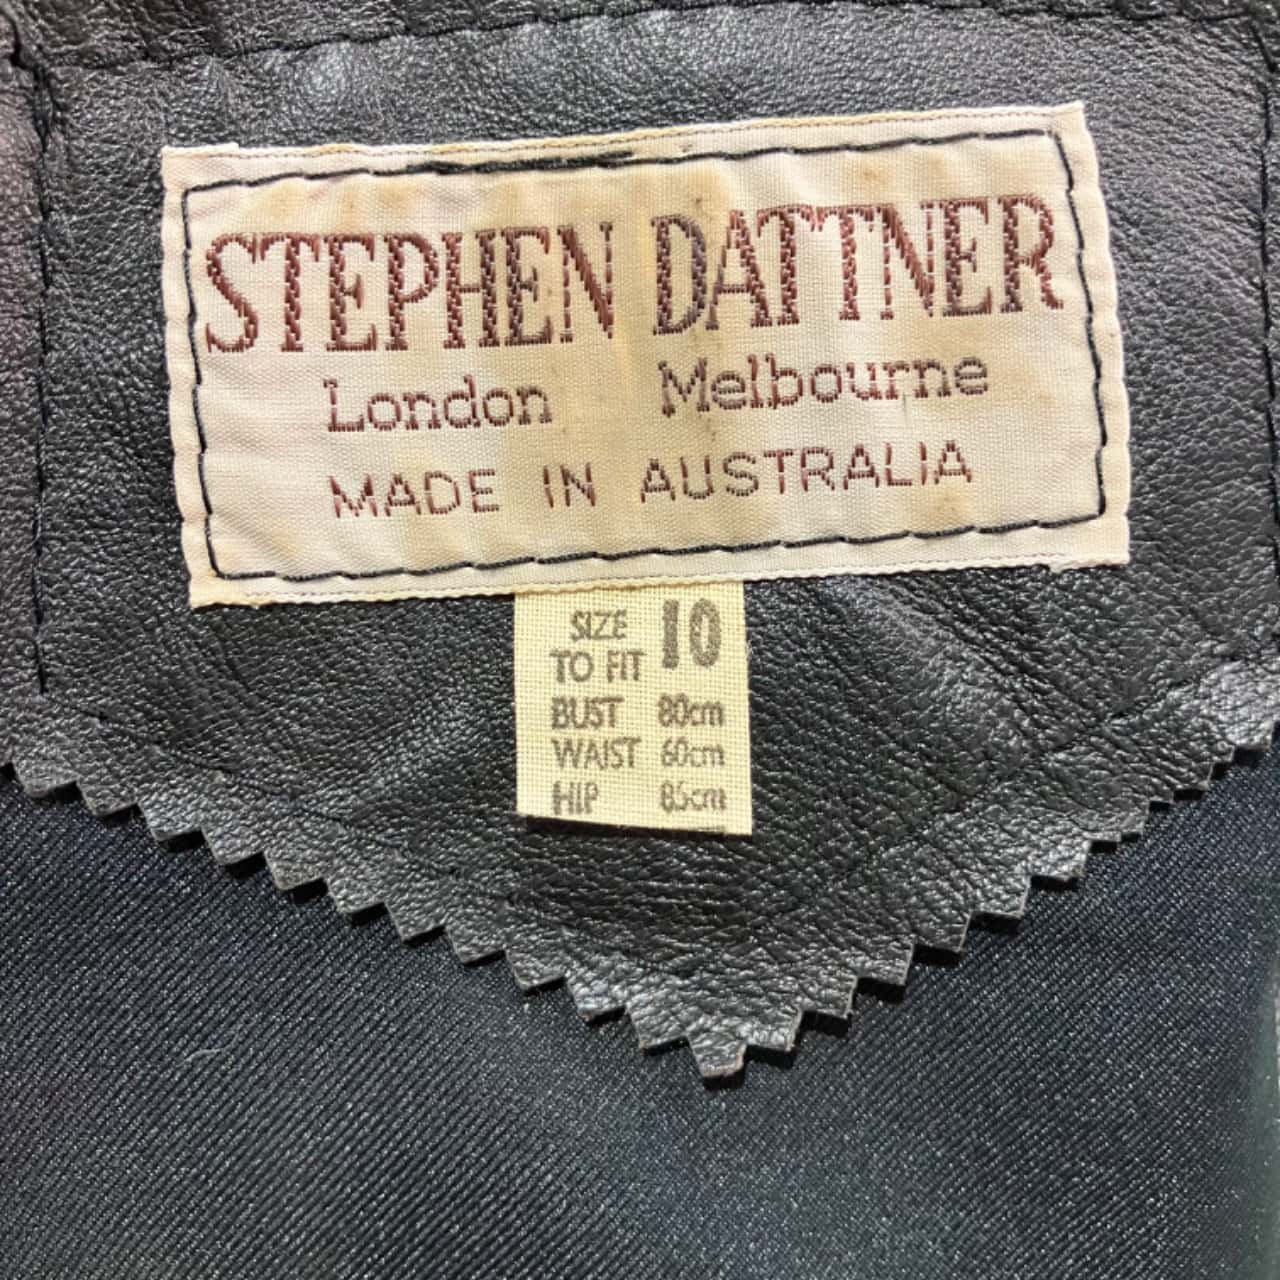 STEPHEN DATTNER
London Melbourne
MADE IN AUSTRALIA
SIZE 10
TO FIT
BUST 80cm
WAIST 60cm
HIP 85cm